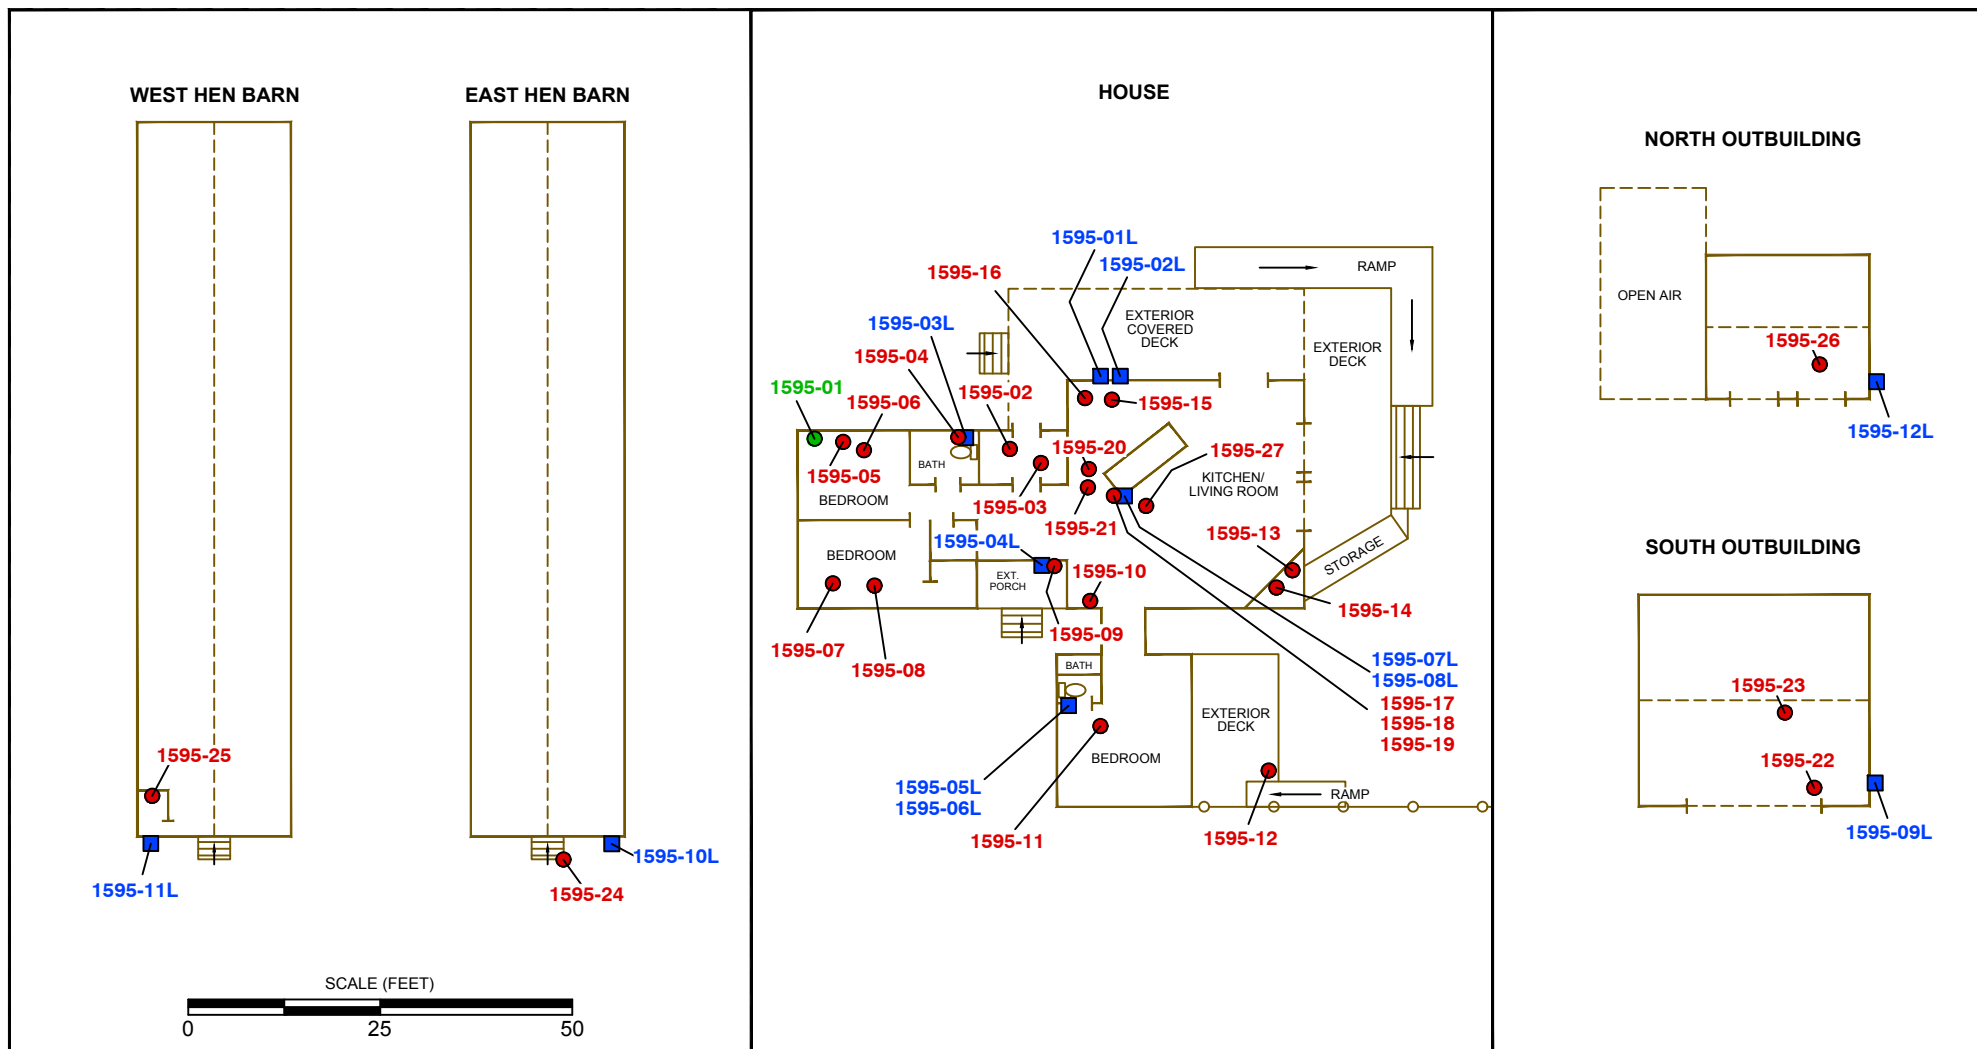 WEST HEN BARN
EAST HEN BARN
1595-25
1595-11L
1595-10L
1595-24
SCALE (FEET)
0
25
50
HOUSE
1595-01L
1595-02L
1595-16
RAMP
EXTERIOR
COVERED
DECK
1595-03L
1595-04
EXTERIOR
DECK
1595-01
1595-06
1595-02
1595-15
1595-20
1595-27
BATH
1595-05
KITCHEN/
LIVING ROOM
BEDROOM
1595-03
1595-21
1595-13
1595-04L
STORAGE
BEDROOM
EXT.
PORCH
1595-10
1595-14
1595-09
1595-07
1595-08
BATH
1595-07L
1595-08L
1595-17
1595-18
1595-19
EXTERIOR
DECK
BEDROOM
1595-05L
1595-06L
RAMP
1595-11
1595-12
NORTH OUTBUILDING
OPEN AIR
1595-26
1595-12L
SOUTH OUTBUILDING
1595-23
1595-22
1595-09L